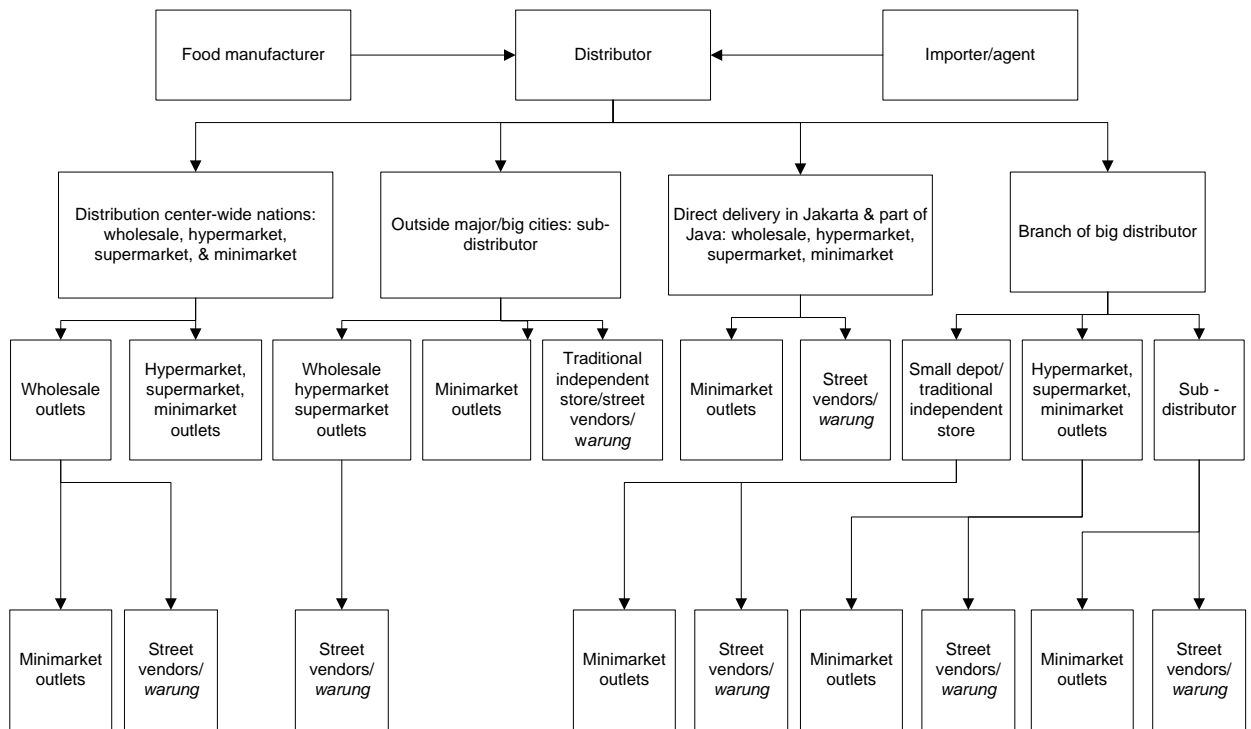 Food manufacturer
Distributor
Importer/agent
Distribution center-wide nations:
wholesale, hypermarket,
supermarket, & minimarket
Outside major/big cities: sub-
distributor
Direct delivery in Jakarta & part of
Java: wholesale, hypermarket,
supermarket, minimarket
Branch of big distributor
Wholesale
outlets
Hypermarket,
supermarket,
minimarket
outlets
Wholesale
hypermarket
supermarket
outlets
Minimarket
outlets
Traditional
independent
store/street
vendors/
warung
Minimarket
outlets
Street
vendors/
warung
Small depot/
traditional
independent
store
Hypermarket,
supermarket,
minimarket
outlets
Sub -
distributor
Minimarket
outlets
Street
vendors/
warung
Street
vendors/
warung
Minimarket
outlets
Street
vendors/
warung
Minimarket
outlets
Street
vendors/
warung
Minimarket
outlets
Street
vendors/
warung